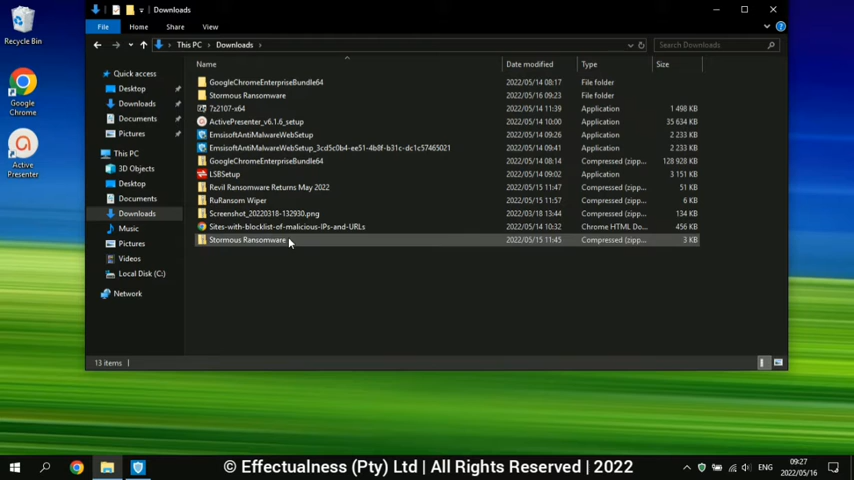 Downloads
File Home Share View
This PC > Downloads >
Search Downloads
Name Date modified Type Size
GoogleChromeEnterpriseBundle64 2022/05/14 08:17 File folder
Stormous Ransomware 2022/05/16 09:23 File folder
7z2107-x64 2022/05/14 11:39 Application 1 498 KB
ActivePresenter_v6.1.6_setup 2022/05/14 10:00 Application 35 634 KB
EmsisoftAntiMalwareWebSetup 2022/05/14 09:26 Application 2 233 KB
EmsisoftAntiMalwareWebSetup_3cd5c0b4-ee51-4b8f-b31c-dc1c57465021 2022/05/14 09:41 Application 2 233 KB
GoogleChromeEnterpriseBundle64 2022/05/14 08:14 Compressed (zipp... 128 928 KB
LSBSetup 2022/05/14 09:02 Application 3 151 KB
Revil Ransomware Returns May 2022 2022/05/15 11:47 Compressed (zipp... 51 KB
RuRansom Wiper 2022/05/15 11:57 Compressed (zipp... 6 KB
Screenshot_20220318-132930.png 2022/03/18 13:44 Compressed (zipp... 134 KB
Sites-with-blocklist-of-malicious-IPs-and-URLs 2022/05/14 10:32 Chrome HTML Do... 456 KB
Stormous Ransomware 2022/05/15 11:45 Compressed (zipp... 3 KB
Quick access
Desktop
Downloads
Documents
Pictures
This PC
3D Objects
Desktop
Documents
Downloads
Music
Pictures
Videos
Local Disk (C:)
Network
13 items
Recycle Bin
Google
Chrome
Active
Presenter
© Effectualness (Pty) Ltd | All Rights Reserved | 2022
ENG
09:27
2022/05/16